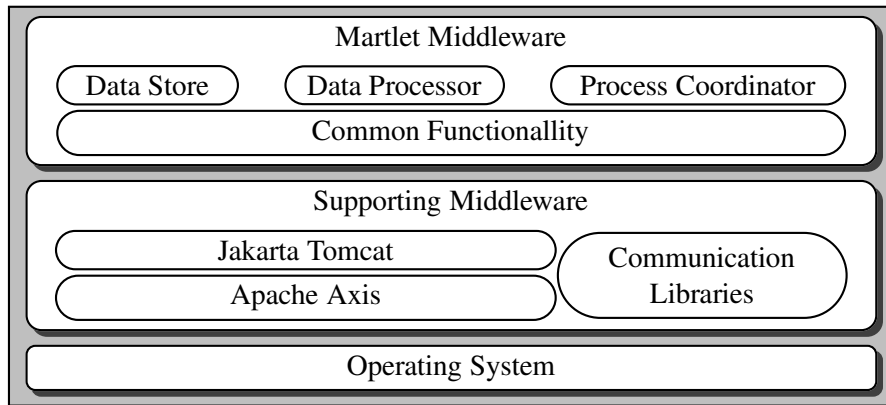 Martlet Middleware
Data Store
Data Processor
Process Coordinator
Common Functionallity
Supporting Middleware
Jakarta Tomcat
Apache Axis
Communication
Libraries
Operating System